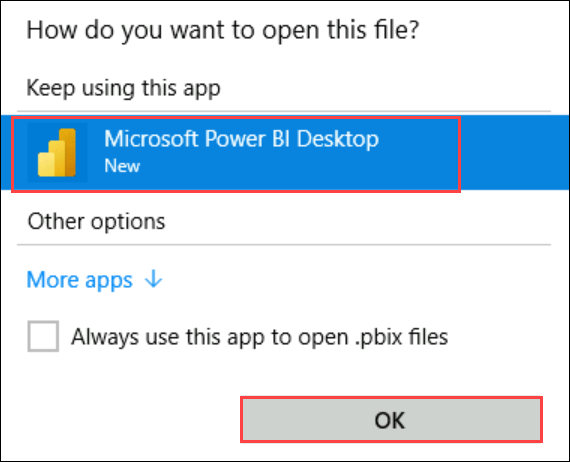 How do you want to open this file?
Keep using this app
Microsoft Power BI Desktop
New
Other options
More apps ↓
Always use this app to open .pbix files
OK